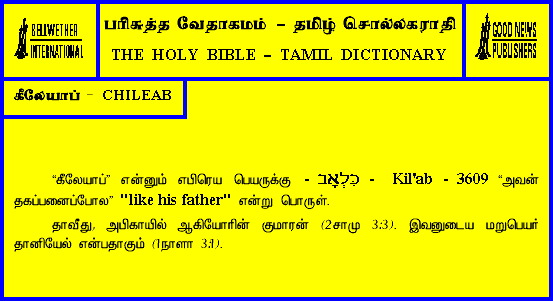 BELLWETHER
INTERNATIONAL
பரிசுத்த வேதாகமம் – தமிழ் சொல்லகராதி
THE HOLY BIBLE – TAMIL DICTIONARY
GOOD NEWS
PUBLISHERS
கீலேயாப் – CHILEAB
“கீலேயாப்” என்னும் எபிரெய பெயருக்கு - כִלְאָב - Kil'ab - 3609 “அவன்
தகப்பனைப்போல” "like his father" என்று பொருள்.
தாவீது, அபிகாயில் ஆகியோரின் குமாரன் (2சாமு 3:3). இவனுடைய மறுபெயர்
தானியேல் என்பதாகும் (1நாளா 3:1).